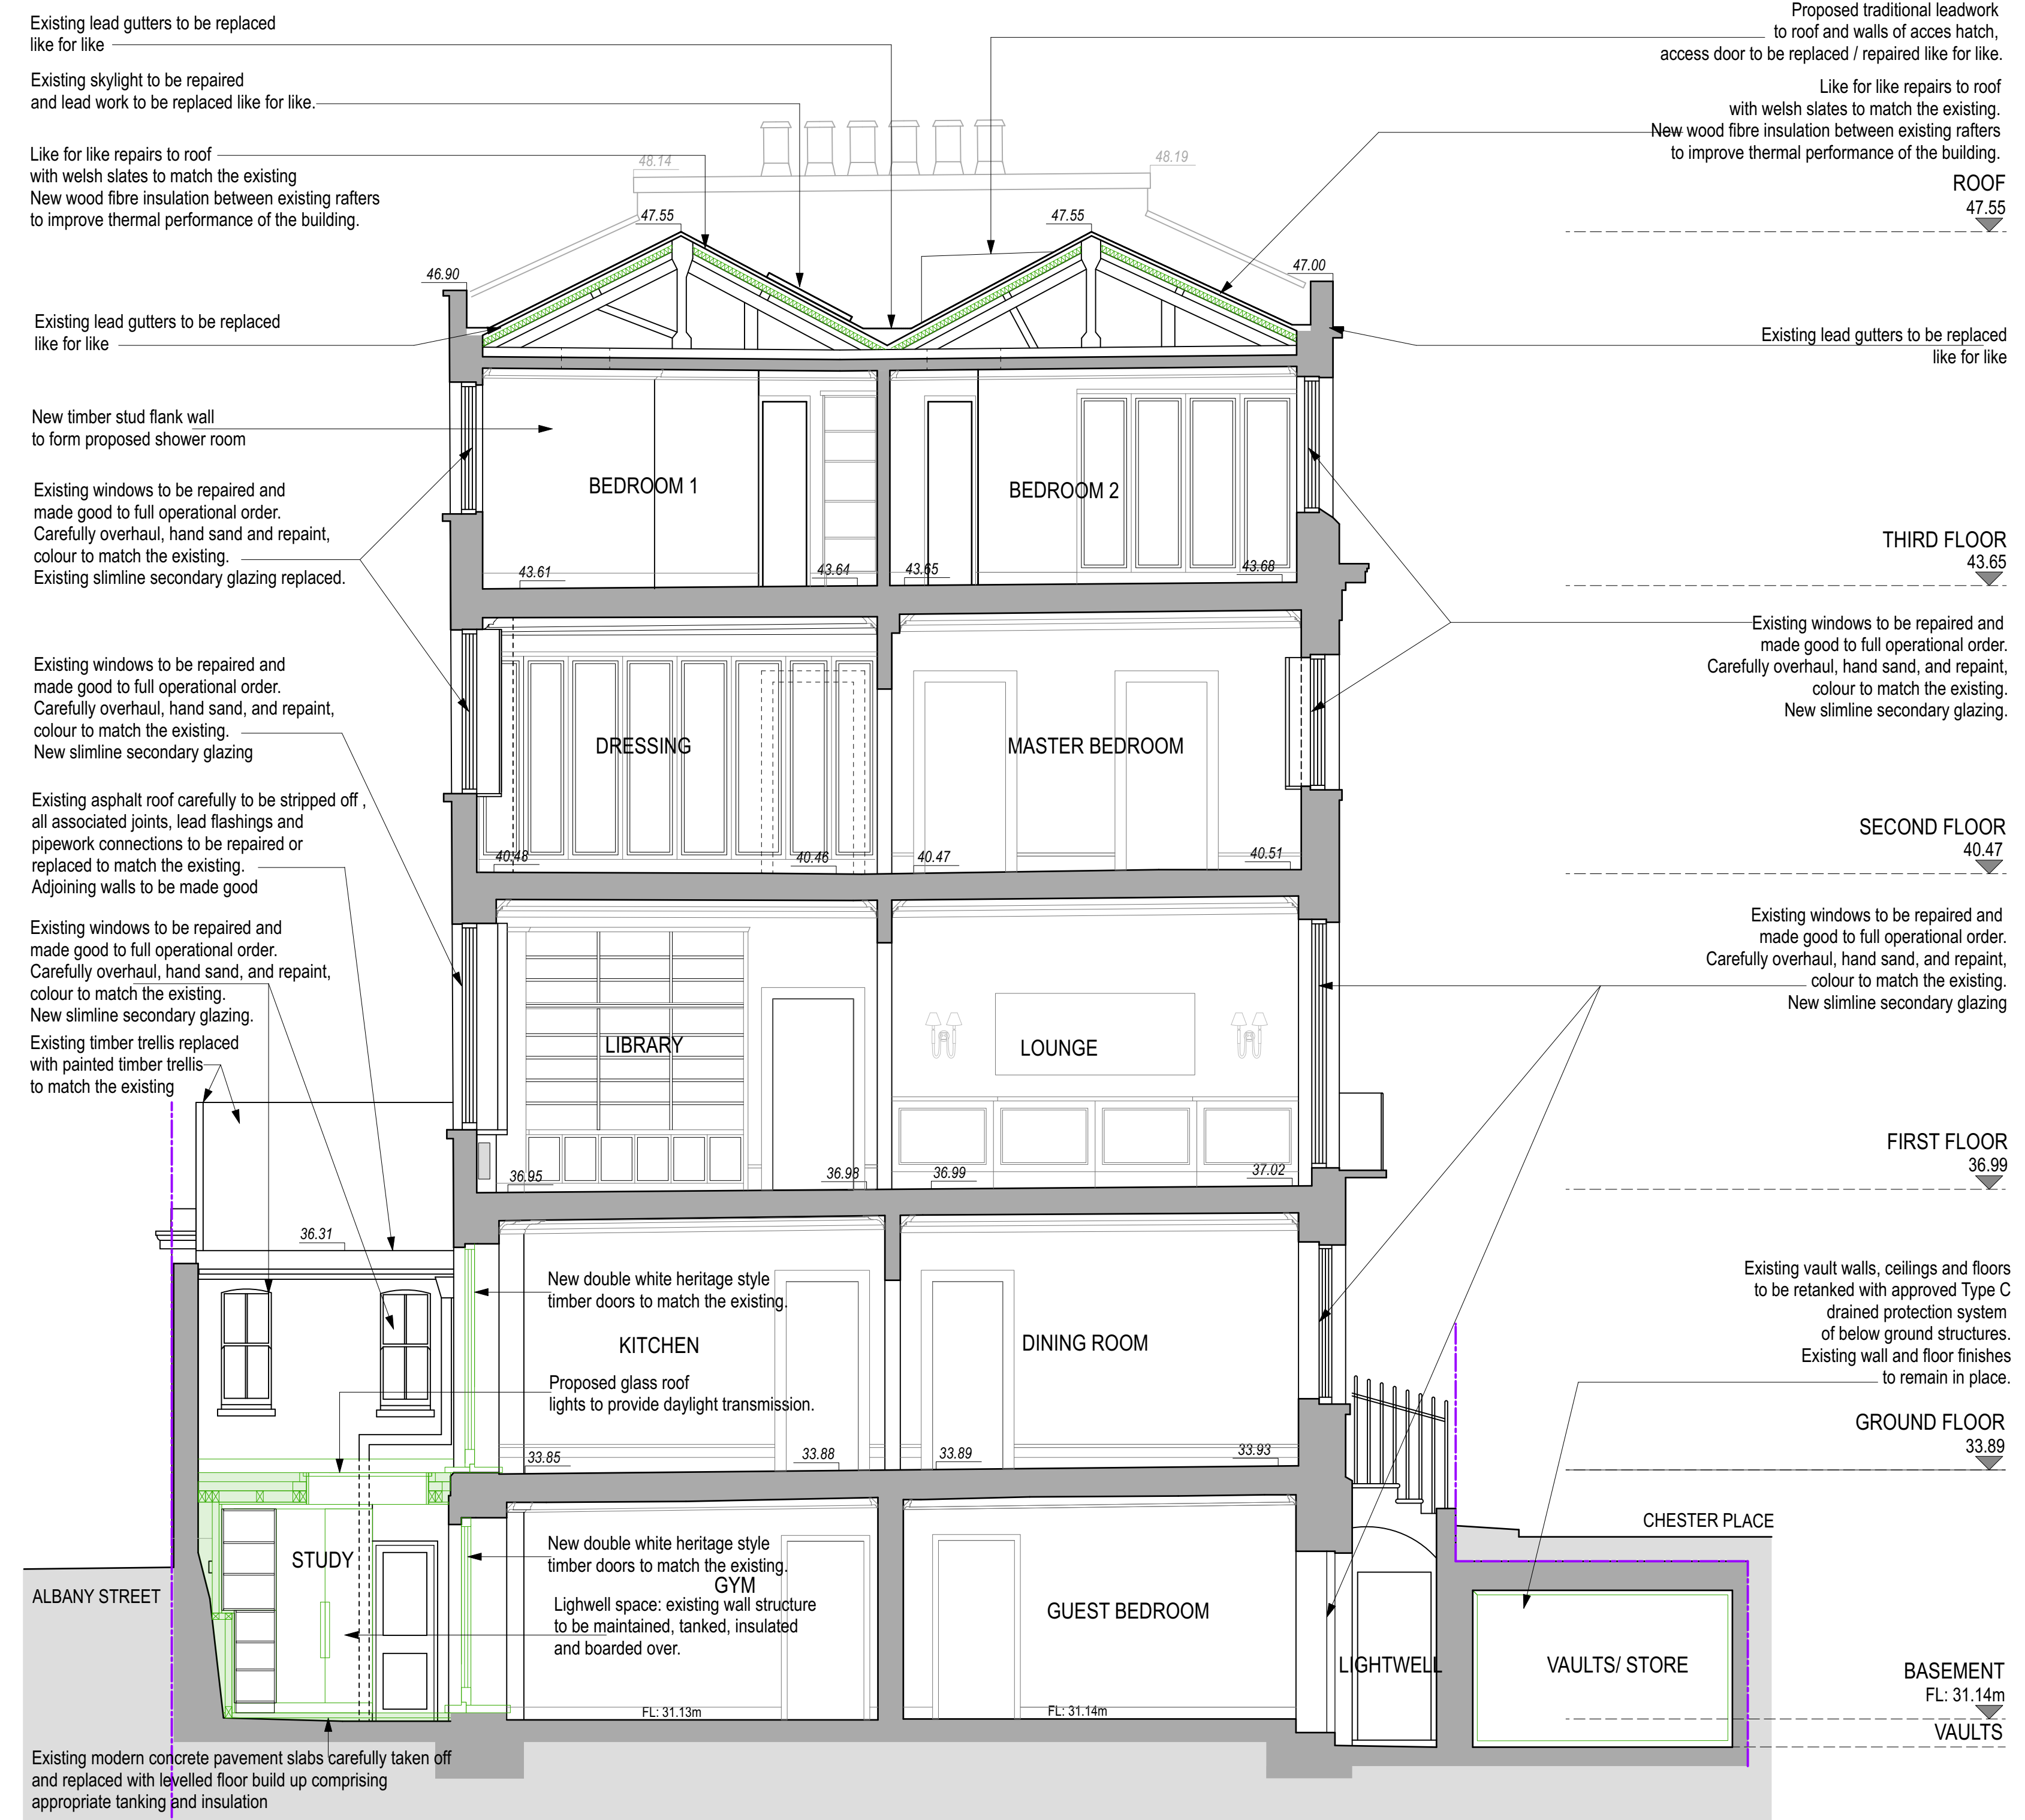 Existing lead gutters to be replaced
like for like
Existing skylight to be repaired
and lead work to be replaced like for like.
Like for like repairs to roof
with welsh slates to match the existing
New wood fibre insulation between existing rafters
to improve thermal performance of the building.
Existing lead gutters to be replaced
like for like
New timber stud flank wall
to form proposed shower room
Existing windows to be repaired and
made good to full operational order.
Carefully overhaul, hand sand and repaint,
colour to match the existing.
Existing slimline secondary glazing replaced.
Existing windows to be repaired and
made good to full operational order.
Carefully overhaul, hand sand, and repaint,
colour to match the existing.
New slimline secondary glazing
Existing asphalt roof carefully to be stripped off ,
all associated joints, lead flashings and
pipework connections to be repaired or
replaced to match the existing.
Adjoining walls to be made good
Existing windows to be repaired and
made good to full operational order.
Carefully overhaul, hand sand, and repaint,
colour to match the existing.
New slimline secondary glazing.
Existing timber trellis replaced
with painted timber trellis
to match the existing
ALBANY STREET
Existing modern concrete pavement slabs carefully taken off
and replaced with levelled floor build up comprising
appropriate tanking and insulation
48.14
48.19
47.55
47.55
46.90
47.00
BEDROOM 1
BEDROOM 2
43.61
43.64
43.65
43.68
DRESSING
MASTER BEDROOM
40.48
40.46
40.47
40.51
LIBRARY
LOUNGE
36.95
36.98
36.99
37.02
36.31
New double white heritage style
timber doors to match the existing.
KITCHEN
DINING ROOM
Proposed glass roof
lights to provide daylight transmission.
33.85
33.88
33.89
33.93
STUDY
New double white heritage style
timber doors to match the existing.
GYM
Lighwell space: existing wall structure
to be maintained, tanked, insulated
and boarded over.
GUEST BEDROOM
LIGHTWELL
VAULTS/ STORE
FL: 31.13m
FL: 31.14m
Proposed traditional leadwork
to roof and walls of acces hatch,
access door to be replaced / repaired like for like.
Like for like repairs to roof
with welsh slates to match the existing.
New wood fibre insulation between existing rafters
to improve thermal performance of the building.
ROOF
47.55
Existing lead gutters to be replaced
like for like
THIRD FLOOR
43.65
Existing windows to be repaired and
made good to full operational order.
Carefully overhaul, hand sand, and repaint,
colour to match the existing.
New slimline secondary glazing.
SECOND FLOOR
40.47
Existing windows to be repaired and
made good to full operational order.
Carefully overhaul, hand sand, and repaint,
colour to match the existing.
New slimline secondary glazing
FIRST FLOOR
36.99
Existing vault walls, ceilings and floors
to be retanked with approved Type C
drained protection system
of below ground structures.
Existing wall and floor finishes
to remain in place.
GROUND FLOOR
33.89
CHESTER PLACE
BASEMENT
FL: 31.14m
VAULTS